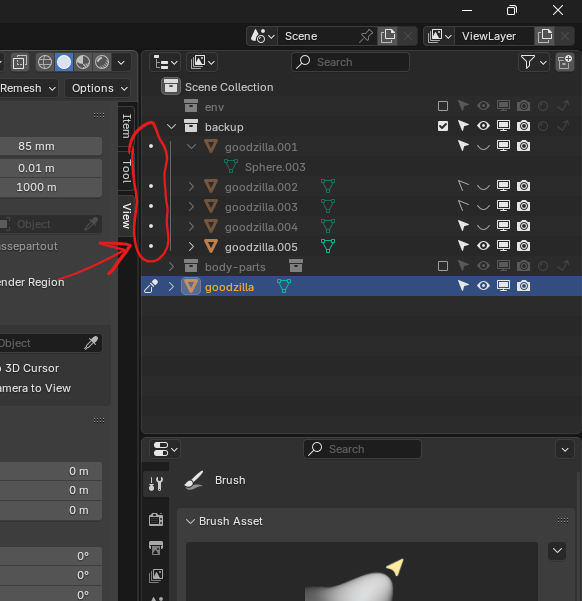 Scene
ViewLayer
Remesh
Options
Search
Scene Collection
env
Item
backup
85 mm
goodzilla.001
0.01 m
Sphere.003
Tool
1000 m
goodzilla.002
goodzilla.003
View
Object
goodzilla.004
assepartout
goodzilla.005
body-parts
ender Region
goodzilla
Object
o 3D Cursor
amera to View
Search
0 m
Brush
0 m
0 m
Brush Asset
0°
0°
0°